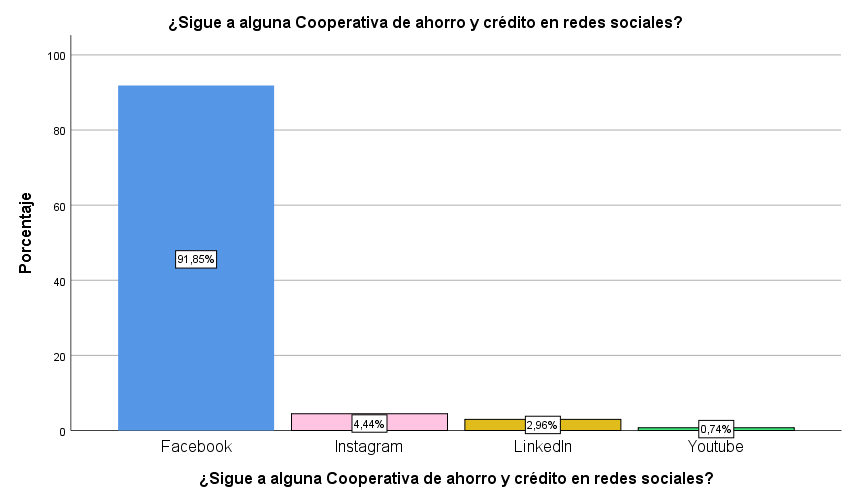 ¿Sigue a alguna Cooperativa de ahorro y crédito en redes sociales?
100
80
60
40
20
0
Porcentaje
91,85%
4,44%
2,96%
0,74%
Facebook
Instagram
LinkedIn
Youtube
¿Sigue a alguna Cooperativa de ahorro y crédito en redes sociales?